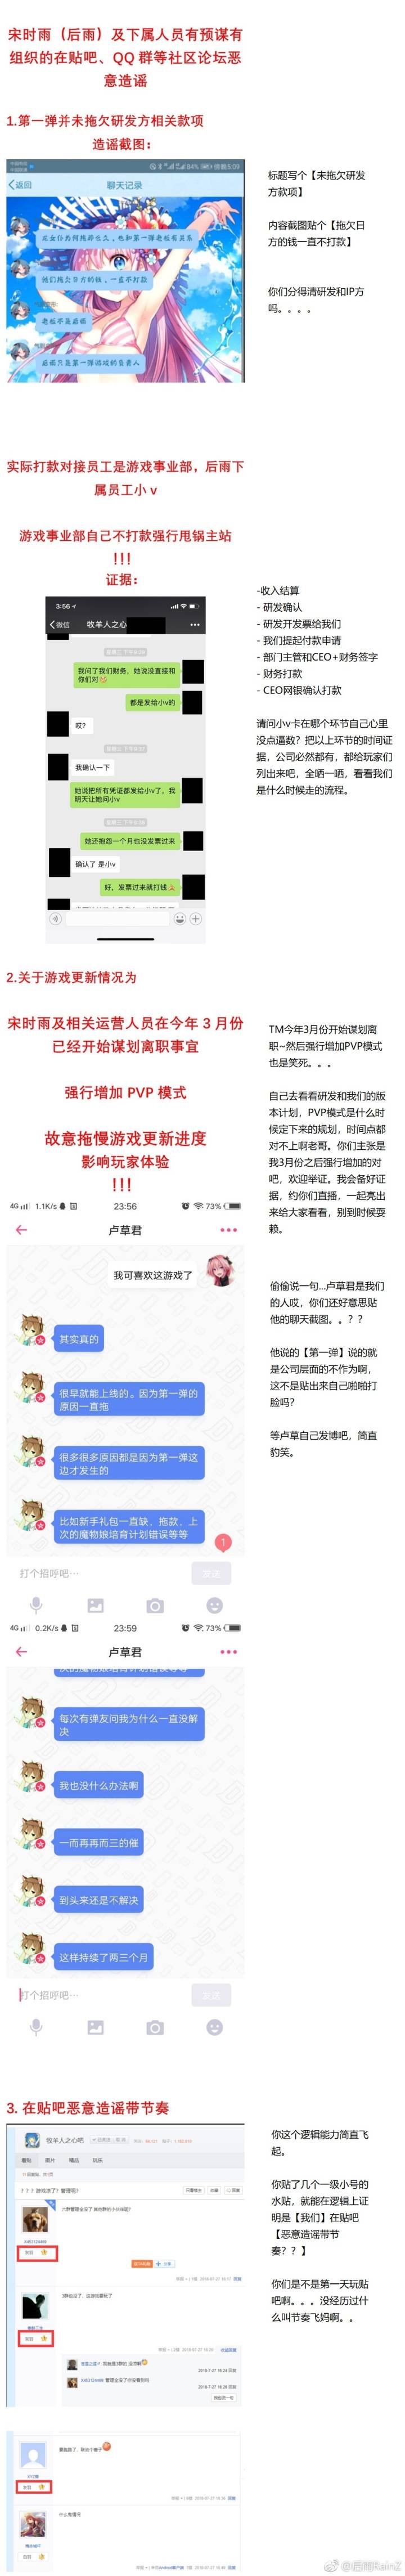 宋时雨（后雨）及下属人员有预谋有
组织的在贴吧、QQ 群等社区论坛恶
意造谣
1.第一弹并未拖欠研发方相关款项
造谣截图：
返回
聊天记录
我们拖欠日方的钱，一直不打款
老板不是后雨
后雨只是第一弹游戏的负责人
标题写个【未拖欠研发
方款项】
内容截图贴个【拖欠日
方的钱一直不打款】
你们分得清研发和IP方
吗。。。。
实际打款对接员工是游戏事业部，后雨下
属员工小 v
游戏事业部自己不打款强行甩锅主站
!!!
证据：
3:56
微信
牧羊人之心
我问了我们财务，她说没直接和
你们对
都是发给小v的
哎？
我确认一下
她说把所有凭证都发给小v了，我
明天让她问小v
她还抱怨一个月也没发票过来
确认了 是小v
好，发票过来就打钱
-收入结算
- 研发确认
- 研发开发票给我们
- 我们提起付款申请
- 部门主管和CEO+财务签字
- 财务打款
- CEO网银确认打款
请问小v卡在哪个环节自己心里
没点逼数？把以上环节的时间证
据，公司必然都有，都给玩家们
列出来吧，全晒一晒，看看我们
是什么时候走的流程。
2.关于游戏更新情况为
宋时雨及相关运营人员在今年 3 月份
已经开始谋划离职事宜
强行增加 PVP 模式
故意拖慢游戏更新进度
影响玩家体验
!!!
TM今年3月份开始谋划离
职~然后强行增加PVP模式
也是笑死。。。
自己去看看研发和我们的版
本计划，PVP模式是什么时
候定下来的规划，时间点都
对不上啊老哥。你们主张是
我3月份之后强行增加的对
吧，欢迎举证。我会备好证
据，约你们直播，一起亮出
来给大家看看，别到时候耍
赖。
4G 1.1K/s
23:56
73%
卢草君
我可喜欢这游戏了
其实真的
很早就能上线的。因为第一弹的
原因一直拖
很多很多原因都是因为第一弹这
边才发生的
比如新手礼包一直缺，拖款，上
次的魔物娘培育计划错误等等
1
打个招呼吧…
发送
偷偷说一句...卢草君是我们
的人哎，你们还好意思贴
他的聊天截图。。？？
他说的【第一弹】说的就
是公司层面的不作为啊，
这不是贴出来自己啪啪打
脸吗？
等卢草自己发博吧，简直
豹笑。
4G 0.2K/s
23:59
73%
卢草君
次的魔物娘培育计划错误等等
每次有弹友问我为什么一直没解
决
我也没什么办法啊
一而再再而三的催
到头来还是不解决
这样持续了两三个月
打个招呼吧…
发送
3. 在贴吧恶意造谣带节奏
牧羊人之心吧
看贴
图片
精品
玩乐
？？？游戏凉了？管理呢？
你这个逻辑能力简直飞
起。
你贴了几个一级小号的
水贴，就能在逻辑上证
明是【我们】在贴吧
【恶意造谣带节
奏？？】
你们是不是第一天玩贴
吧啊。。。没经历过什
么叫节奏飞妈啊。。
@后雨RainZ